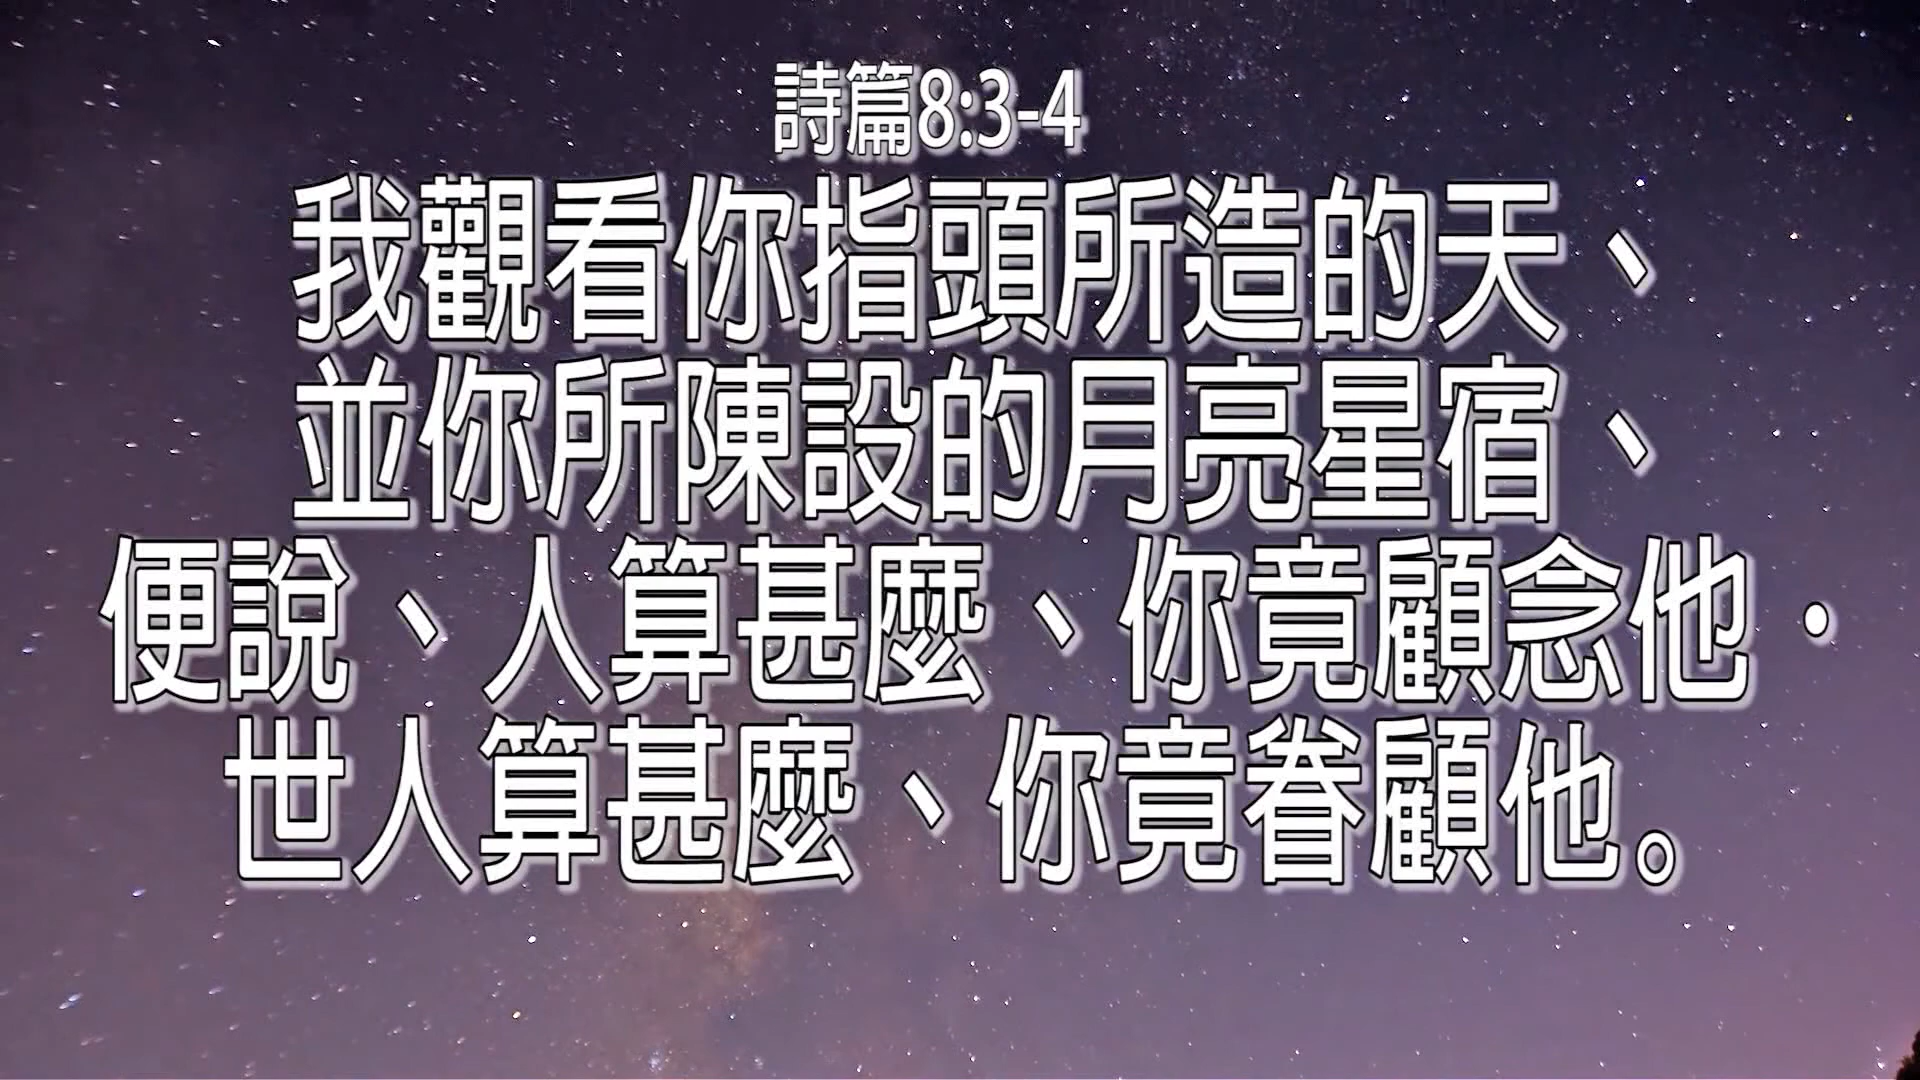 詩篇8:3-4
我觀看你指頭所造的天、
並你所陳設的月亮星宿、
便說、人算甚麼、你竟顧念他．
世人算甚麼、你竟眷顧他。